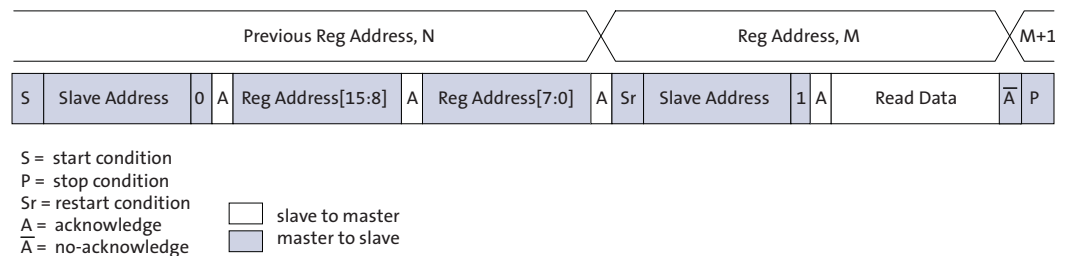 Previous Reg Address, N Reg Address, M M+1
S Slave Address 0 A Reg Address[15:8] A Reg Address[7:0] A Sr Slave Address 1 A Read Data A̅ P
S = start condition
P = stop condition
Sr = restart condition
A = acknowledge
A̅ = no-acknowledge
slave to master
master to slave